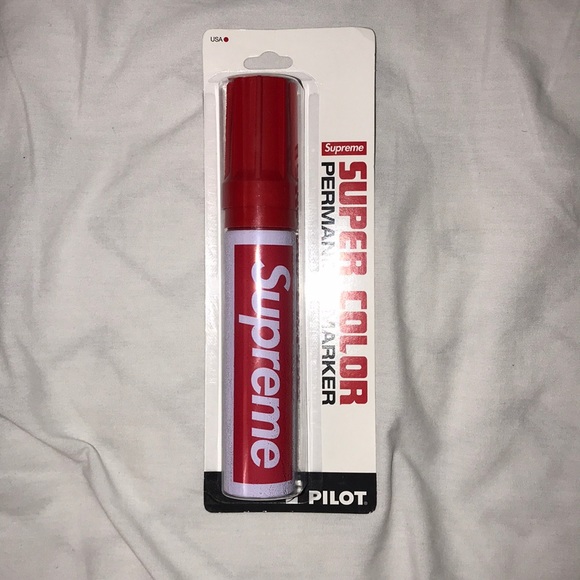 USA
Supreme
SUPER COLOR
PERMAN
MARKER
Supreme
PILOT